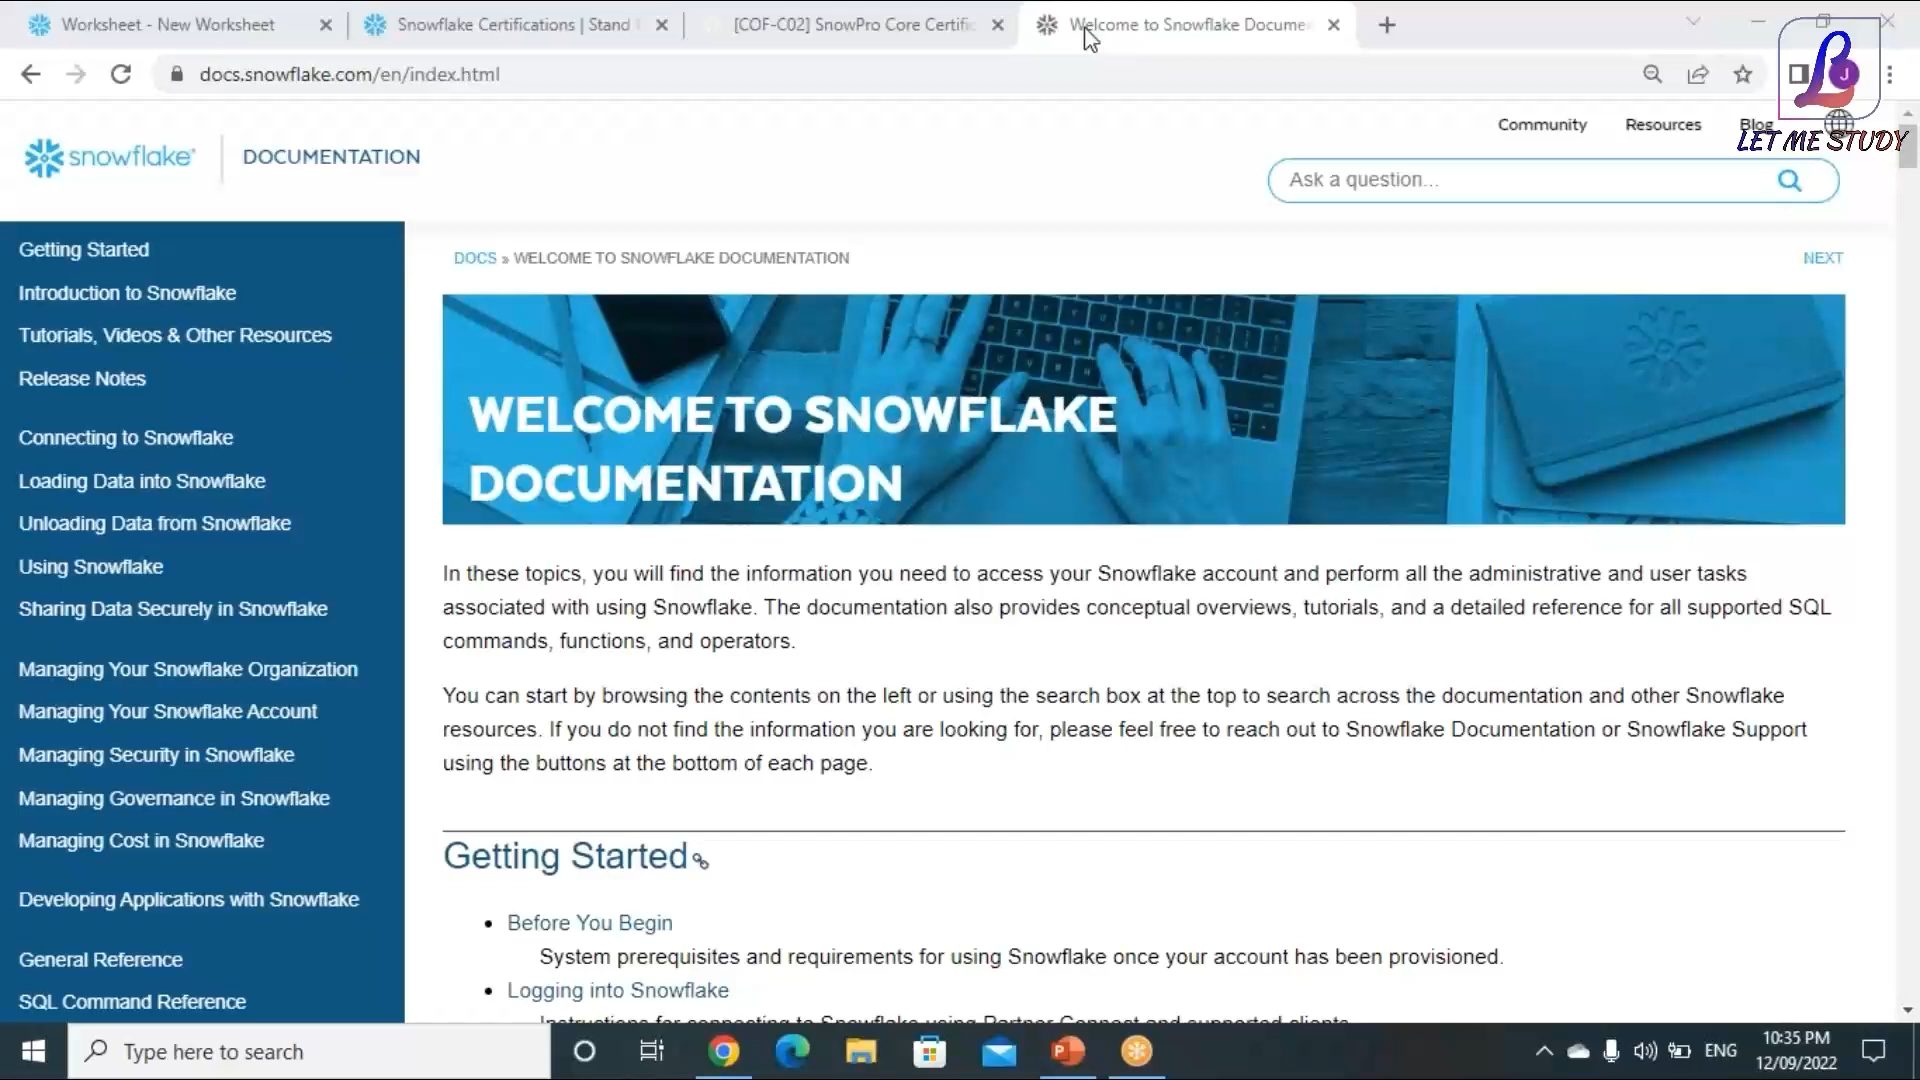 Worksheet - New Worksheet
Snowflake Certifications | Stand
[COF-C02] SnowPro Core Certific
Welcome to Snowflake Docume
docs.snowflake.com/en/index.html
J
LET ME STUDY
Community
Resources
Blog
snowflake
DOCUMENTATION
Ask a question...
Getting Started
Introduction to Snowflake
Tutorials, Videos & Other Resources
Release Notes
Connecting to Snowflake
Loading Data into Snowflake
Unloading Data from Snowflake
Using Snowflake
Sharing Data Securely in Snowflake
Managing Your Snowflake Organization
Managing Your Snowflake Account
Managing Security in Snowflake
Managing Governance in Snowflake
Managing Cost in Snowflake
Developing Applications with Snowflake
General Reference
SQL Command Reference
DOCS » WELCOME TO SNOWFLAKE DOCUMENTATION
NEXT
WELCOME TO SNOWFLAKE
DOCUMENTATION
In these topics, you will find the information you need to access your Snowflake account and perform all the administrative and user tasks
associated with using Snowflake. The documentation also provides conceptual overviews, tutorials, and a detailed reference for all supported SQL
commands, functions, and operators.
You can start by browsing the contents on the left or using the search box at the top to search across the documentation and other Snowflake
resources. If you do not find the information you are looking for, please feel free to reach out to Snowflake Documentation or Snowflake Support
using the buttons at the bottom of each page.
Getting Started
Before You Begin
System prerequisites and requirements for using Snowflake once your account has been provisioned.
Logging into Snowflake
Instructions for connecting to Snowflake using Partner Connect and supported clients
Type here to search
ENG
10:35 PM
12/09/2022